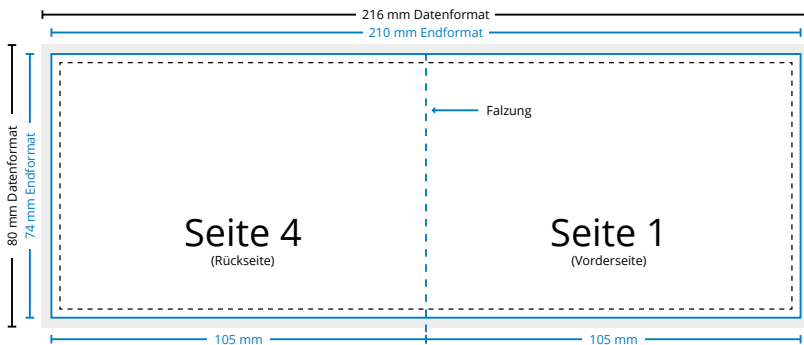 216 mm Datenformat
210 mm Endformat
80 mm Datenformat
74 mm Endformat
Falzung
Seite 4
(Rückseite)
Seite 1
(Vorderseite)
105 mm
105 mm